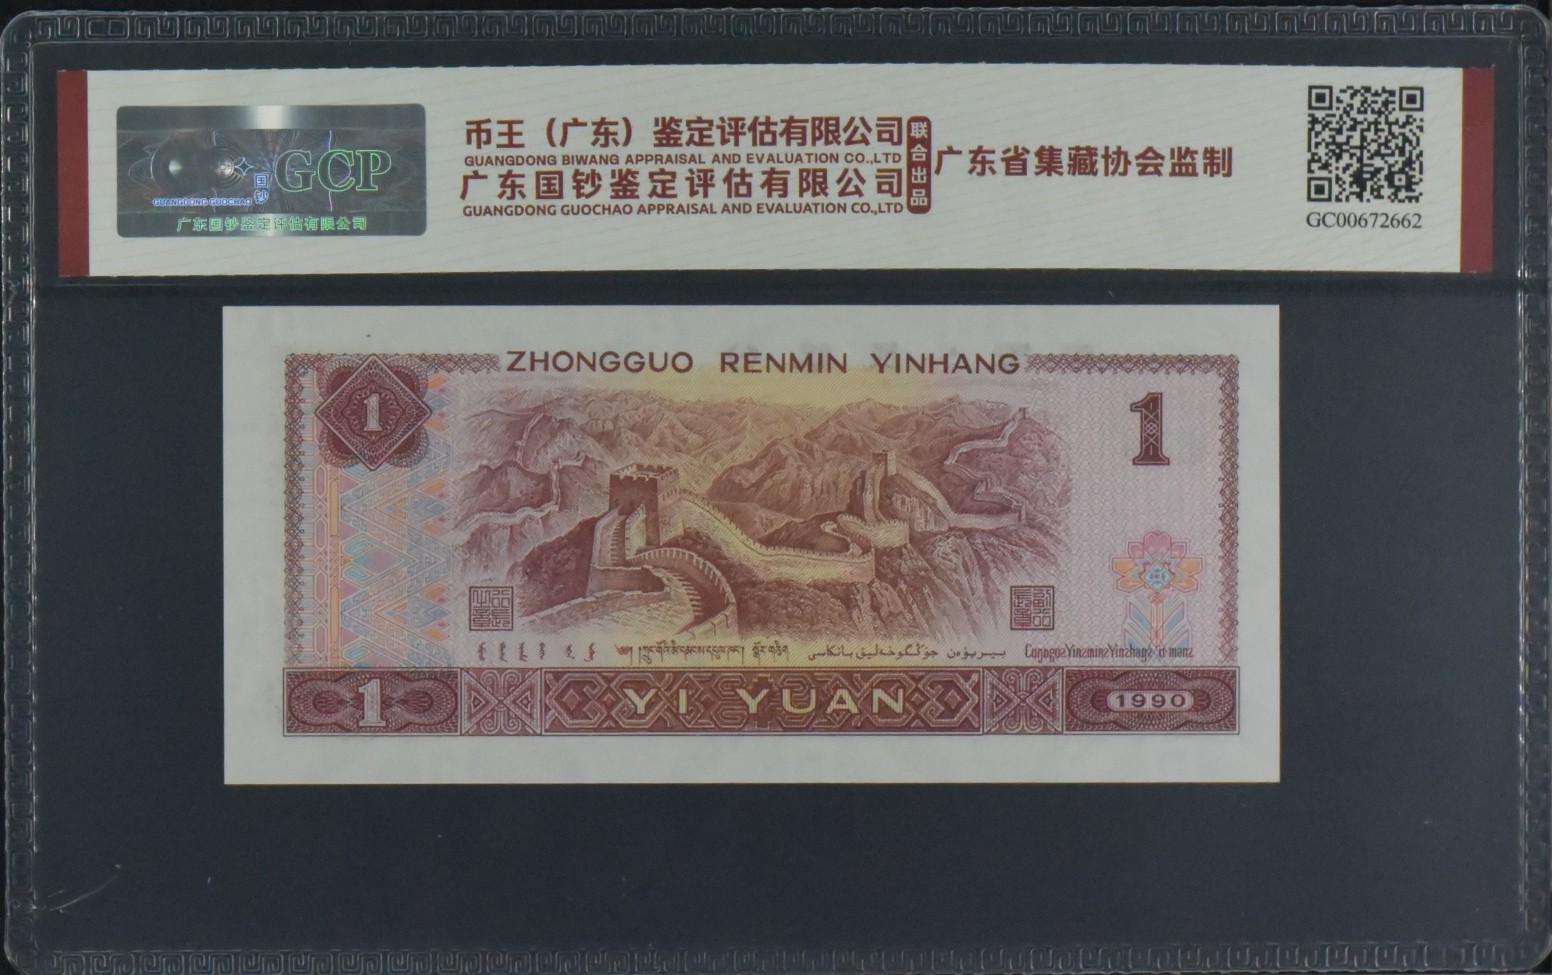 GCP
国钞
GUANGDONG GUOCHAO
广东国钞鉴定评估有限公司
币王（广东）鉴定评估有限公司
GUANGDONG BIWANG APPRAISAL AND EVALUATION CO.,LTD
广东国钞鉴定评估有限公司
GUANGDONG GUOCHAO APPRAISAL AND EVALUATION CO.,LTD
联合出品
广东省集藏协会监制
GC00672662
ZHONGGUO RENMIN YINHANG
1
1
1 YI YUAN 1990